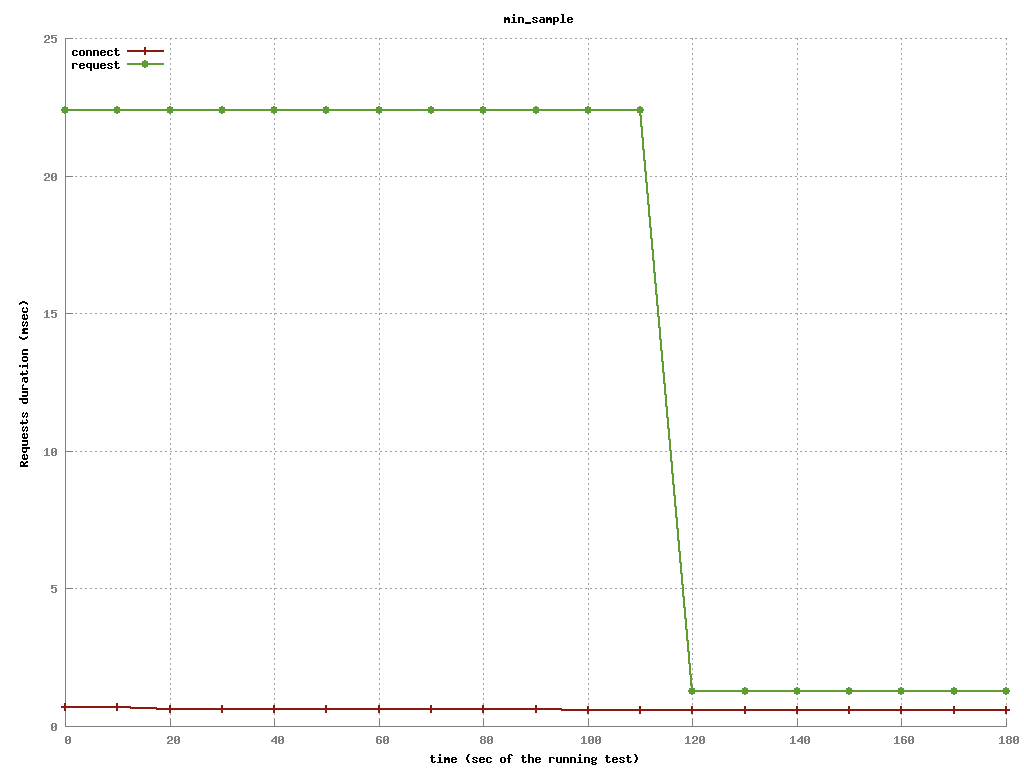 min_sample
25
connect
request
20
15
Requests duration (msec)
10
5
0
0 20 40 60 80 100 120 140 160 180
time (sec of the running test)